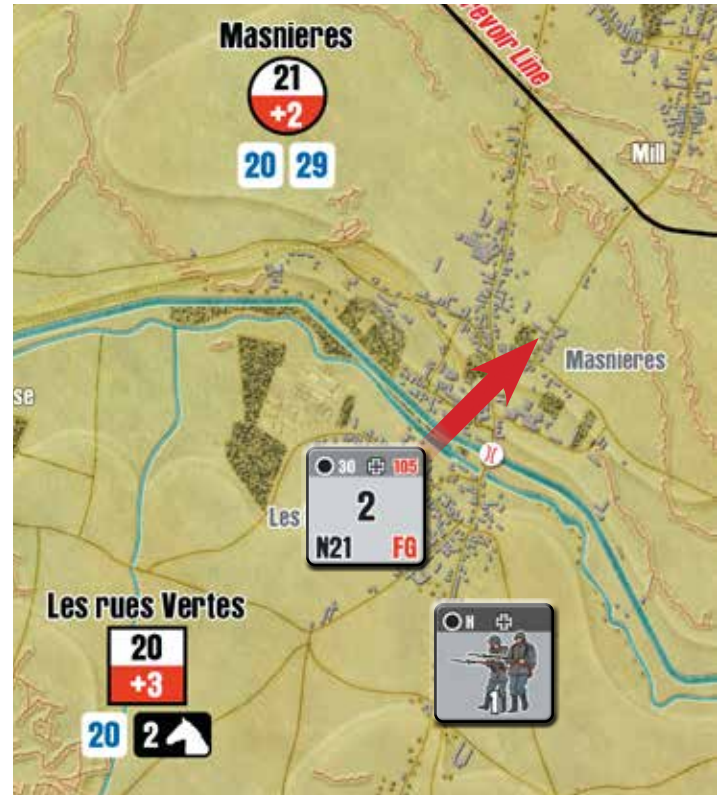 Masnieres
21
+2
20 29
revoir Line
Mill
Masnieres
se
30 105
2
N21 FG
Les
Les rues Vertes
20
+3
20 2
H
1